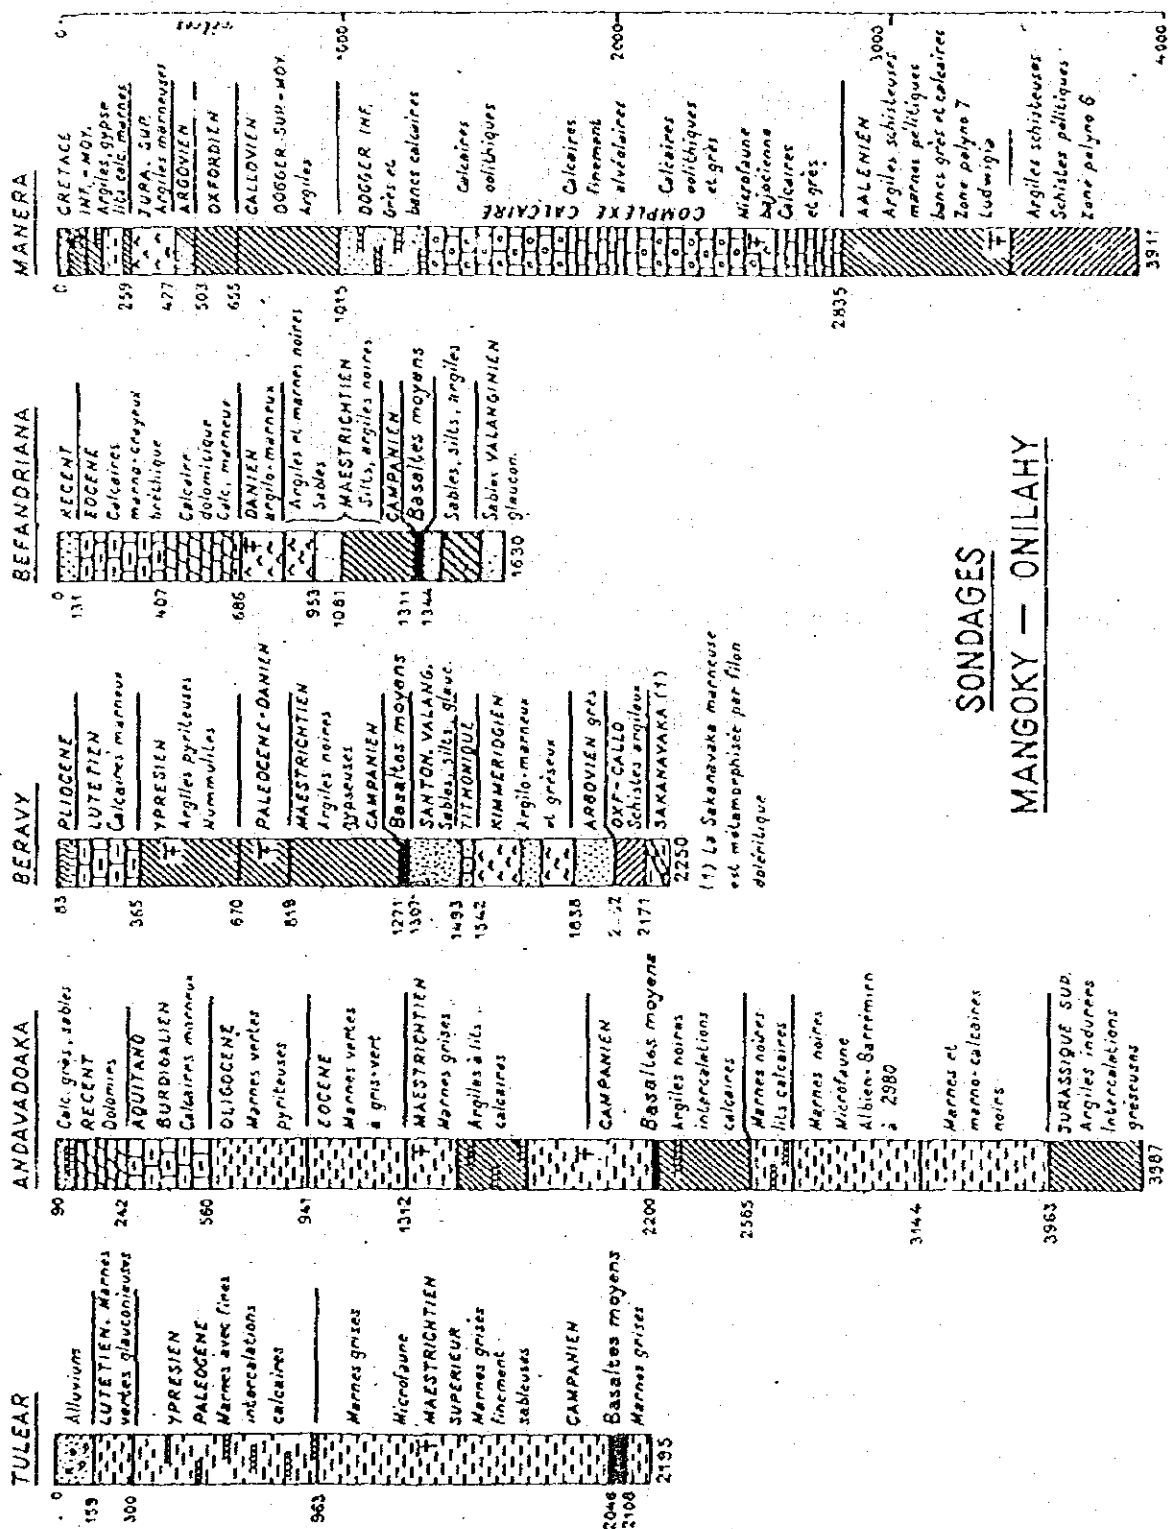 TULEAR
0
159
300
963
2046
2108
2195
Alluvions
LUTETIEN. Marnes
vertes glauconieuses
YPRESIEN
PALEOGENE
Marnes avec fines
intercalations
calcaires
Marnes grises
Microfaune
MAESTRICHTIEN
SUPERIEUR
Marnes grises
finement
sableuses
CAMPANIEN
Basaltes moyens
Marnes grises
ANDAVADOAKA
90
242
560
941
1312
2200
2565
3144
3963
3987
Calc. grès, sables
RECENT
Dolomies
AQUITANO
BURDIGALIEN
Calcaires marneux
OLIGOCENE
Marnes vertes
pyriteuses
EOCENE
Marnes vertes
à gris-vert
MAESTRICHTIEN
Marnes grises
Argiles à lits
calcaires
CAMPANIEN
Basaltes moyens
Argiles noires
intercalations
calcaires
Marnes noires
lits calcaires
Marnes noires
Microfaune
Albien-Barremien
à 2980
Marnes et
marno-calcaires
noirs
JURASSIQUE SUP.
Argiles indurées
Intercalations
greseuses
BERAVY
83
365
670
819
1271
1307
1493
1542
1838
2171
2250
PLIOCENE
LUTETIEN
Calcaires marneux
YPRESIEN
Argiles pyriteuses
Nummulites
PALEOCENE-DANIEN
MAESTRICHTIEN
Argiles noires
gypseuses
CAMPANIEN
Basaltes moyens
SANTON. VALANG.
Sables, silts, glauc.
TITHONIQUE
KIMMERIDGIEN
Argilo-marneux
et gréseux
ARGOVIEN grès
OXF-CALLO
Schistes argileux
SAKANAVAKA (1)
(1) La Sakanavaka marneuse
est métamorphisée par filon
doléritique
BEFANDRIANA
0
131
407
686
953
1081
1311
1344
1630
RECENT
EOCENE
Calcaires
marno-crayeux
bréchique
Calcaire
dolomitique
Calc. marneux
DANIEN
argilo-marneux
Argiles et marnes noires
Sables
MAESTRICHTIEN
Silts, argiles noires
CAMPANIEN
Basaltes moyens
Sables, silts, argiles
Sables VALANGINIEN
glaucon.
MANERA
0
259
477
503
655
1015
2835
3911
CRETACE
INF.-MOY.
Argiles, gypse
lits calc. marnes
JURA. SUP.
Argiles marneuses
ARGOVIEN
OXFORDIEN
CALLOVIEN
DOGGER SUP.-MOY.
Argiles
DOGGER INF.
Grès et
bancs calcaires
COMPLEXE CALCAIRE
Calcaires
oolithiques
Calcaires
finement
alvéolaires
Calcaires
oolithiques
et grès
Microfaune
bajocienne
Calcaires
et grès
AALENIEN
Argiles schisteuses
marnes pélitiques
bancs grès et calcaires
Zone palyno 7
Ludwigia
Argiles schisteuses
Schistes pélitiques
Zone palyno 6
0
mètres
1000
2000
3000
4000
SONDAGES
MANGOKY — ONILAHY